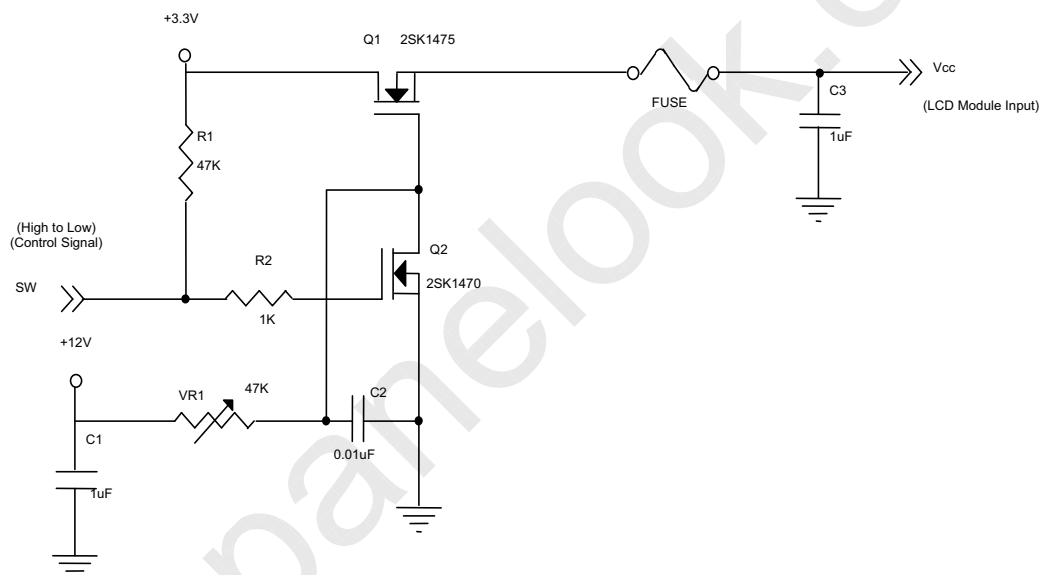 +3.3V
Q1 2SK1475
Vcc
C3
FUSE
(LCD Module Input)
R1
1uF
47K
(High to Low)
(Control Signal)
Q2
R2
SW
2SK1470
1K
+12V
VR1
47K
C2
C1
0.01uF
1uF
panelook.c